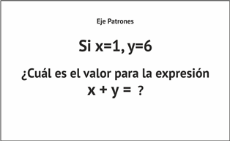 Eje Patrones
Si x=1, y=6
¿Cuál es el valor para la expresión
x + y = ?